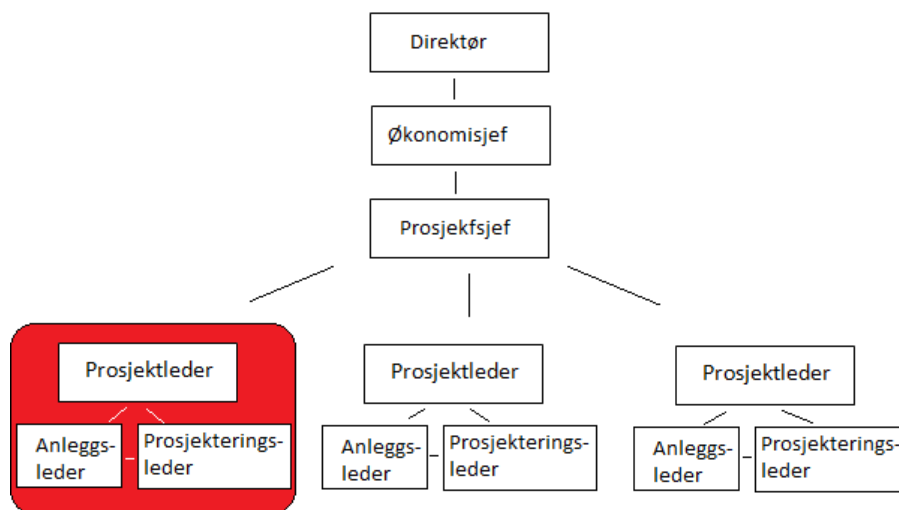 Direktør
Økonomisjef
Prosjekfsjef
Prosjektleder
Anleggs-
leder
Prosjekterings-
leder
Prosjektleder
Anleggs-
leder
Prosjekterings-
leder
Prosjektleder
Anleggs-
leder
Prosjekterings-
leder